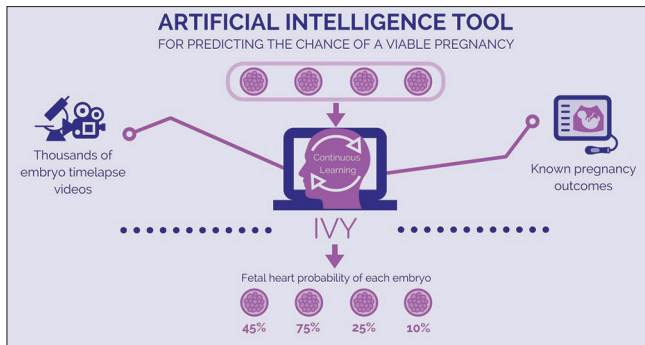 ARTIFICIAL INTELLIGENCE TOOL
FOR PREDICTING THE CHANCE OF A VIABLE PREGNANCY
Thousands of
embryo timelapse
videos
Continuous
Learning
Known pregnancy
outcomes
IVY
Fetal heart probability of each embryo
45% 75% 25% 10%